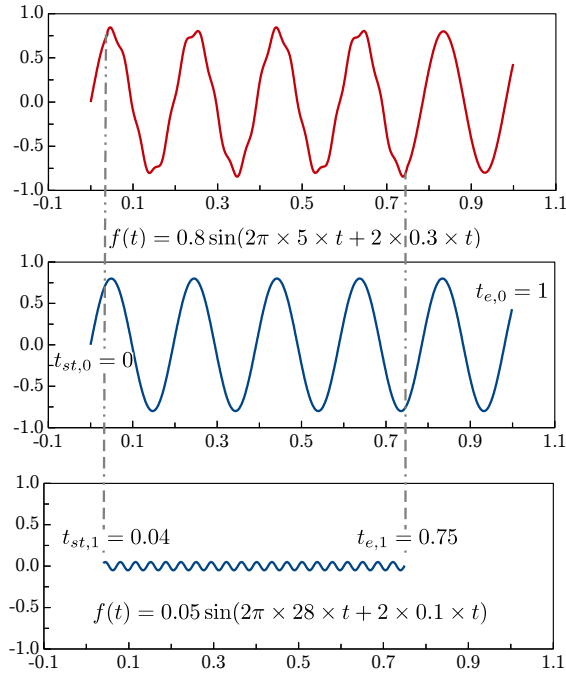 1.0
0.5
0.0
-0.5
-1.0
-0.1 0.1 0.3 0.5 0.7 0.9 1.1
f(t) = 0.8 sin(2π × 5 × t + 2 × 0.3 × t)
1.0
0.5
0.0
-0.5
-1.0
t_{e,0} = 1
t_{st,0} = 0
-0.1 0.1 0.3 0.5 0.7 0.9 1.1
1.0
0.5
0.0
-0.5
-1.0
t_{st,1} = 0.04 t_{e,1} = 0.75
f(t) = 0.05 sin(2π × 28 × t + 2 × 0.1 × t)
-0.1 0.1 0.3 0.5 0.7 0.9 1.1